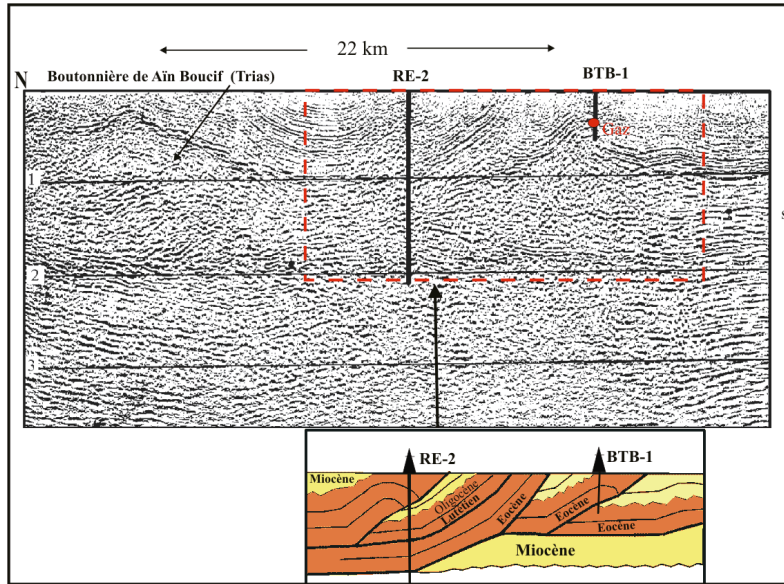 22 km
Boutonnière de Aïn Boucif (Trias)
RE-2
BTB-1
N
1
2
3
s
RE-2
BTB-1
Miocène
Oligocène
Lutétien
Eocène
Eocène
Eocène
Miocène